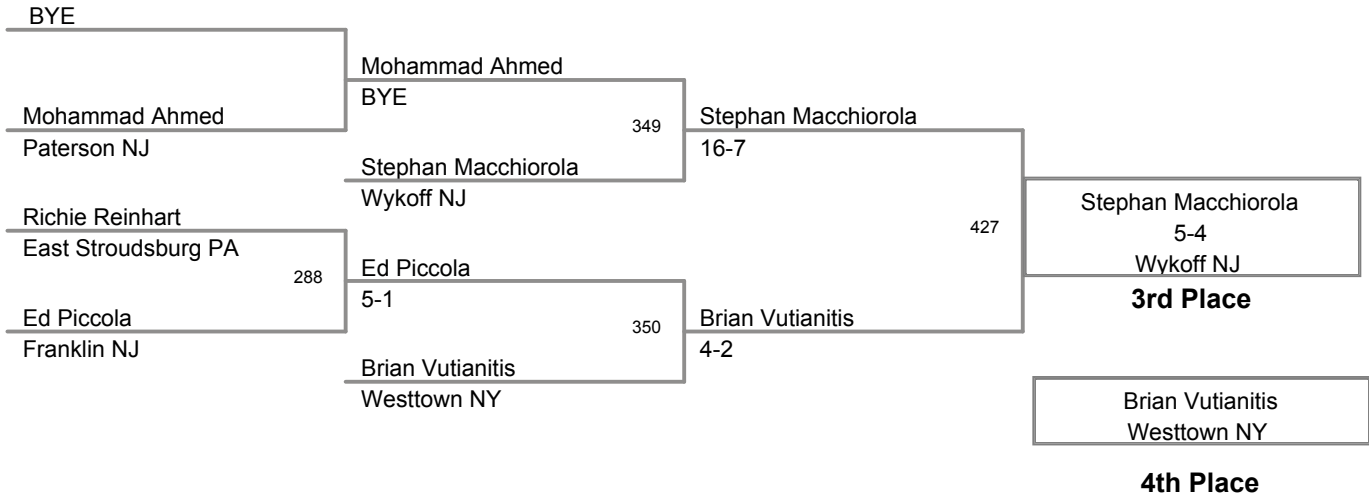 BYE
Mohammad Ahmed
BYE
Mohammad Ahmed
Paterson NJ
349
Stephan Macchiorola
16-7
Stephan Macchiorola
Wykoff NJ
Richie Reinhart
East Stroudsburg PA
288
Ed Piccola
5-1
Ed Piccola
Franklin NJ
350
Brian Vutianitis
4-2
Brian Vutianitis
Westtown NY
427
Stephan Macchiorola
5-4
Wykoff NJ
3rd Place
Brian Vutianitis
Westtown NY
4th Place